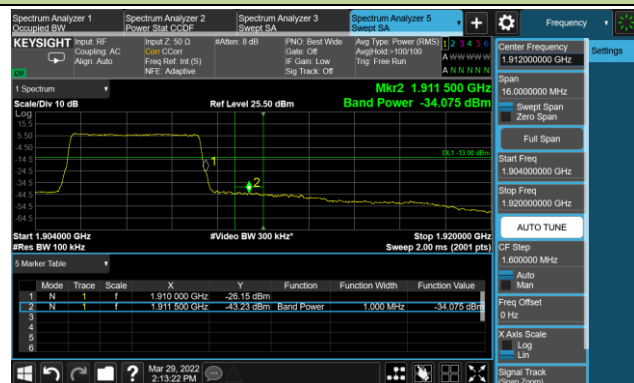 Spectrum Analyzer 1
Occupied BW
Spectrum Analyzer 2
Power Stat CCDF
Spectrum Analyzer 3
Swept SA
Spectrum Analyzer 5
Swept SA
Frequency
KEYSIGHT
Input: RF
Coupling: AC
Align: Auto
Input Z: 50 Ω
Corr CCorr
Freq Ref: Int (S)
NFE: Adaptive
#Atten: 8 dB
PNO: Best Wide
Gate: Off
IF Gain: Low
Sig Track: Off
Avg Type: Power (RMS)
Avg|Hold:>100/100
Trig: Free Run
1 2 3 4 5 6
A W W W W W
A N N N N N
LXI
1 Spectrum
Scale/Div 10 dB
Ref Level 25.50 dBm
Mkr2 1.911 500 GHz
Band Power -34.075 dBm
Log
15.5
5.50
-4.50
-14.5
-24.5
-34.5
-44.5
-54.5
-64.5
DL1 -13.00 dBm
1
2
Start 1.904000 GHz
#Res BW 100 kHz
#Video BW 300 kHz*
Stop 1.920000 GHz
Sweep 2.00 ms (2001 pts)
5 Marker Table
Mode Trace Scale X Y Function Function Width Function Value
1 N 1 f 1.910 000 GHz -26.15 dBm
2 N 1 f 1.911 500 GHz -43.23 dBm Band Power 1.000 MHz -34.075 dBm
3
4
5
6
Mar 29, 2022
2:13:22 PM
Center Frequency
1.912000000 GHz
Settings
Span
16.0000000 MHz
Swept Span
Zero Span
Full Span
Start Freq
1.904000000 GHz
Stop Freq
1.920000000 GHz
AUTO TUNE
CF Step
1.600000 MHz
Auto
Man
Freq Offset
0 Hz
X Axis Scale
Log
Lin
Signal Track
(Span Zoom)